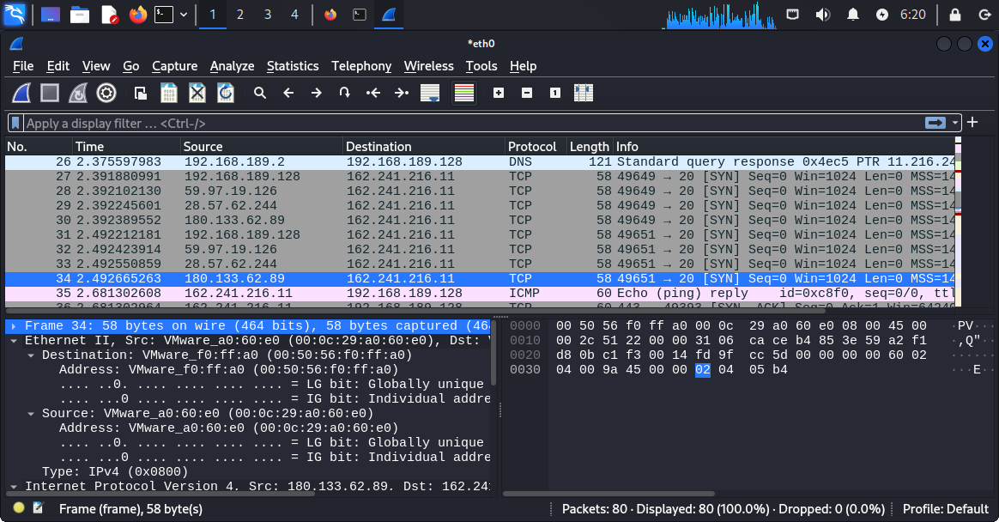 1 2 3 4 6:20
*eth0
File Edit View Go Capture Analyze Statistics Telephony Wireless Tools Help
Apply a display filter … <Ctrl-/>
No. Time Source Destination Protocol Length Info
26 2.375597983 192.168.189.2 192.168.189.128 DNS 121 Standard query response 0x4ec5 PTR 11.216.24
27 2.391880991 192.168.189.128 162.241.216.11 TCP 58 49649 → 20 [SYN] Seq=0 Win=1024 Len=0 MSS=14
28 2.392102130 59.97.19.126 162.241.216.11 TCP 58 49649 → 20 [SYN] Seq=0 Win=1024 Len=0 MSS=14
29 2.392245601 28.57.62.244 162.241.216.11 TCP 58 49649 → 20 [SYN] Seq=0 Win=1024 Len=0 MSS=14
30 2.392389552 180.133.62.89 162.241.216.11 TCP 58 49649 → 20 [SYN] Seq=0 Win=1024 Len=0 MSS=14
31 2.492212181 192.168.189.128 162.241.216.11 TCP 58 49651 → 20 [SYN] Seq=0 Win=1024 Len=0 MSS=14
32 2.492423914 59.97.19.126 162.241.216.11 TCP 58 49651 → 20 [SYN] Seq=0 Win=1024 Len=0 MSS=14
33 2.492550859 28.57.62.244 162.241.216.11 TCP 58 49651 → 20 [SYN] Seq=0 Win=1024 Len=0 MSS=14
34 2.492665263 180.133.62.89 162.241.216.11 TCP 58 49651 → 20 [SYN] Seq=0 Win=1024 Len=0 MSS=14
35 2.681302608 162.241.216.11 192.168.189.128 ICMP 60 Echo (ping) reply id=0xc8f0, seq=0/0, ttl
36 2.681302964 162.241.216.11 192.168.189.128 TCP 60 443
Frame 34: 58 bytes on wire (464 bits), 58 bytes captured (464
Ethernet II, Src: VMware_a0:60:e0 (00:0c:29:a0:60:e0), Dst: V
Destination: VMware_f0:ff:a0 (00:50:56:f0:ff:a0)
Address: VMware_f0:ff:a0 (00:50:56:f0:ff:a0)
.... ..0. .... .... .... .... = LG bit: Globally unique
.... ...0 .... .... .... .... = IG bit: Individual addre
Source: VMware_a0:60:e0 (00:0c:29:a0:60:e0)
Address: VMware_a0:60:e0 (00:0c:29:a0:60:e0)
.... ..0. .... .... .... .... = LG bit: Globally unique
.... ...0 .... .... .... .... = IG bit: Individual addre
Type: IPv4 (0x0800)
Internet Protocol Version 4, Src: 180.133.62.89, Dst: 162.241
0000 00 50 56 f0 ff a0 00 0c 29 a0 60 e0 08 00 45 00 ·PV··
0010 00 2c 51 22 00 00 31 06 ca ce b4 85 3e 59 a2 f1 ·,Q"·
0020 d8 0b c1 f3 00 14 fd 9f cc 5d 00 00 00 00 60 02 ·····
0030 04 00 9a 45 00 00 02 04 05 b4 ···E·
Frame (frame), 58 byte(s) Packets: 80 · Displayed: 80 (100.0%) · Dropped: 0 (0.0%) Profile: Default